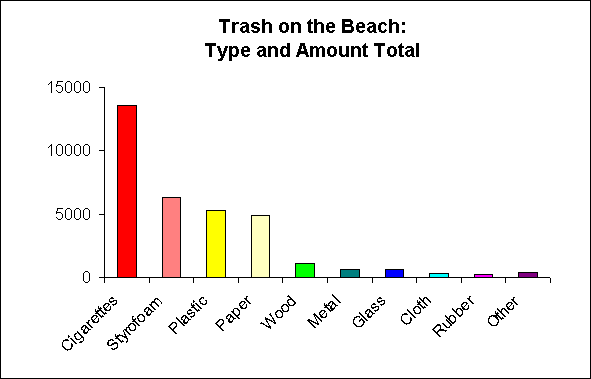 Trash on the Beach:
Type and Amount Total
15000
10000
5000
0
Cigarettes
Styrofoam
Plastic
Paper
Wood
Metal
Glass
Cloth
Rubber
Other